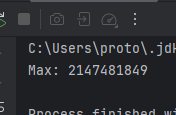 C:\Users\proto\.jdk
Max: 2147481849
Process finished wi